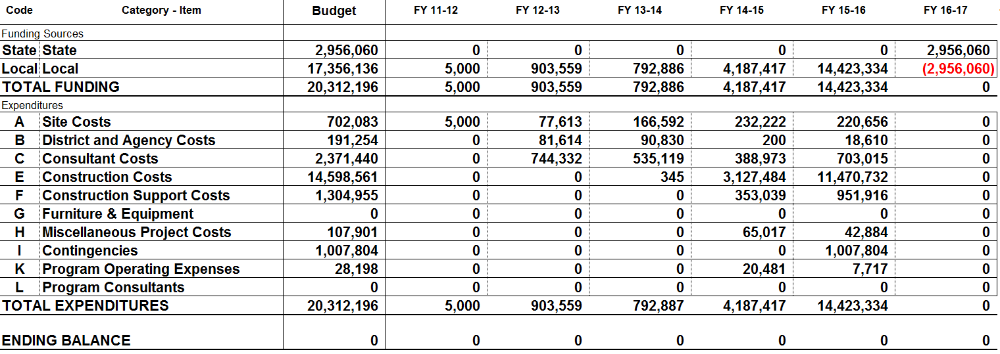 Code Category - Item Budget FY 11-12 FY 12-13 FY 13-14 FY 14-15 FY 15-16 FY 16-17
Funding Sources
State State 2,956,060 0 0 0 0 0 2,956,060
Local Local 17,356,136 5,000 903,559 792,886 4,187,417 14,423,334 (2,956,060)
TOTAL FUNDING 20,312,196 5,000 903,559 792,886 4,187,417 14,423,334 0
Expenditures
A Site Costs 702,083 5,000 77,613 166,592 232,222 220,656 0
B District and Agency Costs 191,254 0 81,614 90,830 200 18,610 0
C Consultant Costs 2,371,440 0 744,332 535,119 388,973 703,015 0
E Construction Costs 14,598,561 0 0 345 3,127,484 11,470,732 0
F Construction Support Costs 1,304,955 0 0 0 353,039 951,916 0
G Furniture & Equipment 0 0 0 0 0 0 0
H Miscellaneous Project Costs 107,901 0 0 0 65,017 42,884 0
I Contingencies 1,007,804 0 0 0 0 1,007,804 0
K Program Operating Expenses 28,198 0 0 0 20,481 7,717 0
L Program Consultants 0 0 0 0 0 0 0
TOTAL EXPENDITURES 20,312,196 5,000 903,559 792,887 4,187,417 14,423,334 0
ENDING BALANCE 0 0 0 0 0 0 0